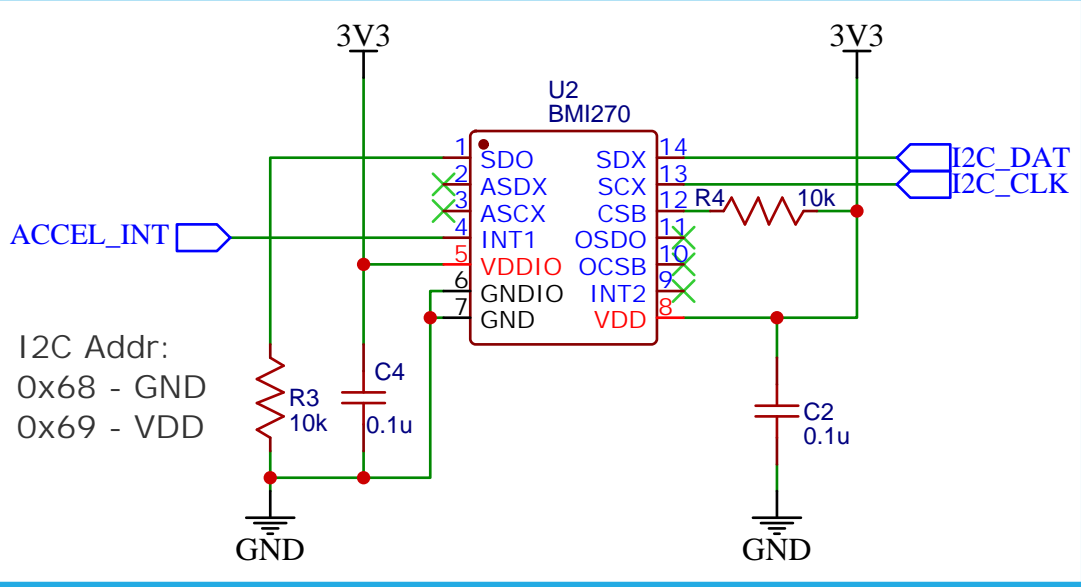 3V3
3V3
U2
BMI270
1
SDO
2
ASDX
3
ASCX
4
INT1
5
VDDIO
6
GNDIO
7
GND
14
SDX
13
SCX
12
CSB
11
OSDO
10
OCSB
9
INT2
8
VDD
I2C_DAT
I2C_CLK
R4
10k
ACCEL_INT
I2C Addr:
0x68 - GND
0x69 - VDD
R3
10k
C4
0.1u
C2
0.1u
GND
GND